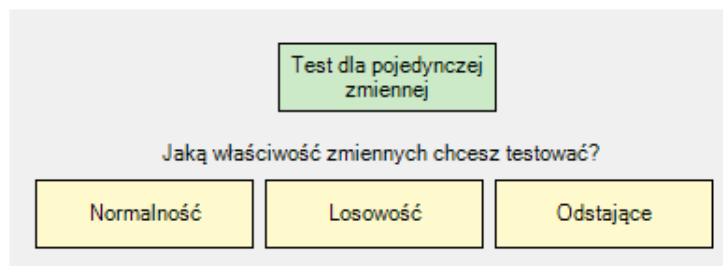 Test dla pojedynczej
zmiennej
Jaką właściwość zmiennych chcesz testować?
Normalność
Losowość
Odstające